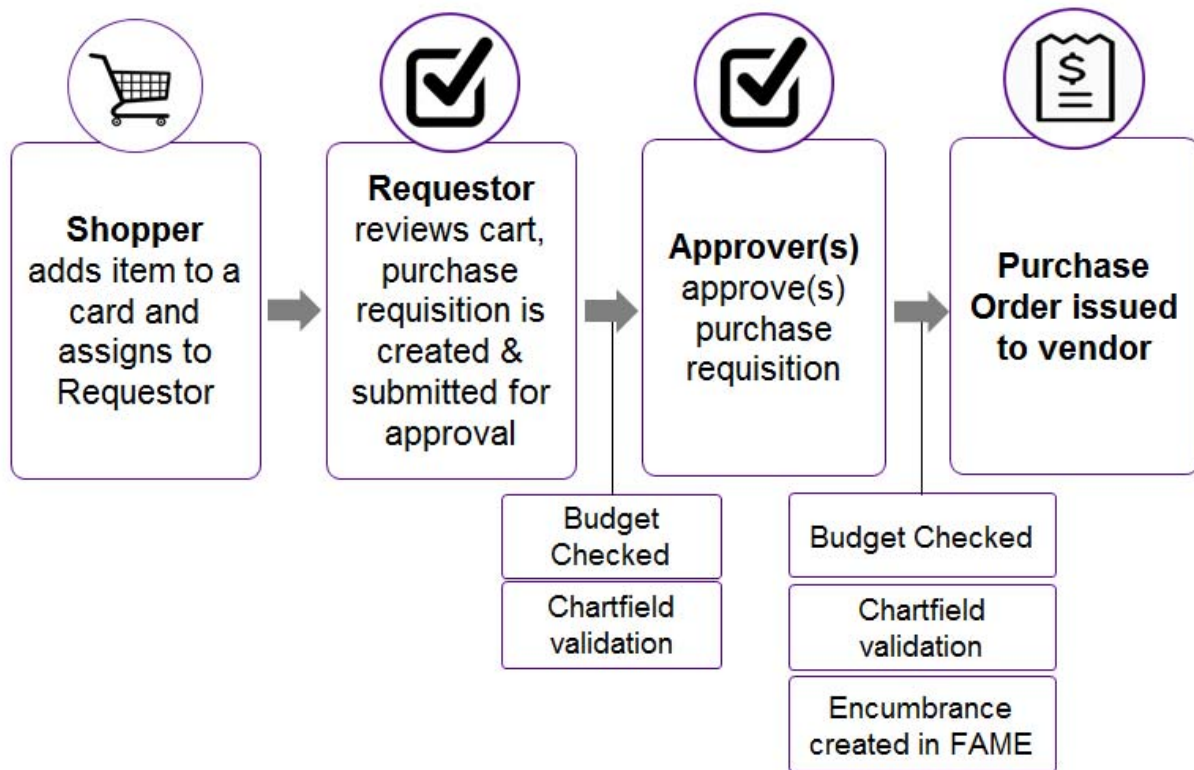 Shopper
adds item to a
card and
assigns to
Requestor
Requestor
reviews cart,
purchase
requisition is
created &
submitted for
approval
Approver(s)
approve(s)
purchase
requisition
$
Purchase
Order issued
to vendor
Budget
Checked
Chartfield
validation
Budget Checked
Chartfield
validation
Encumbrance
created in FAME